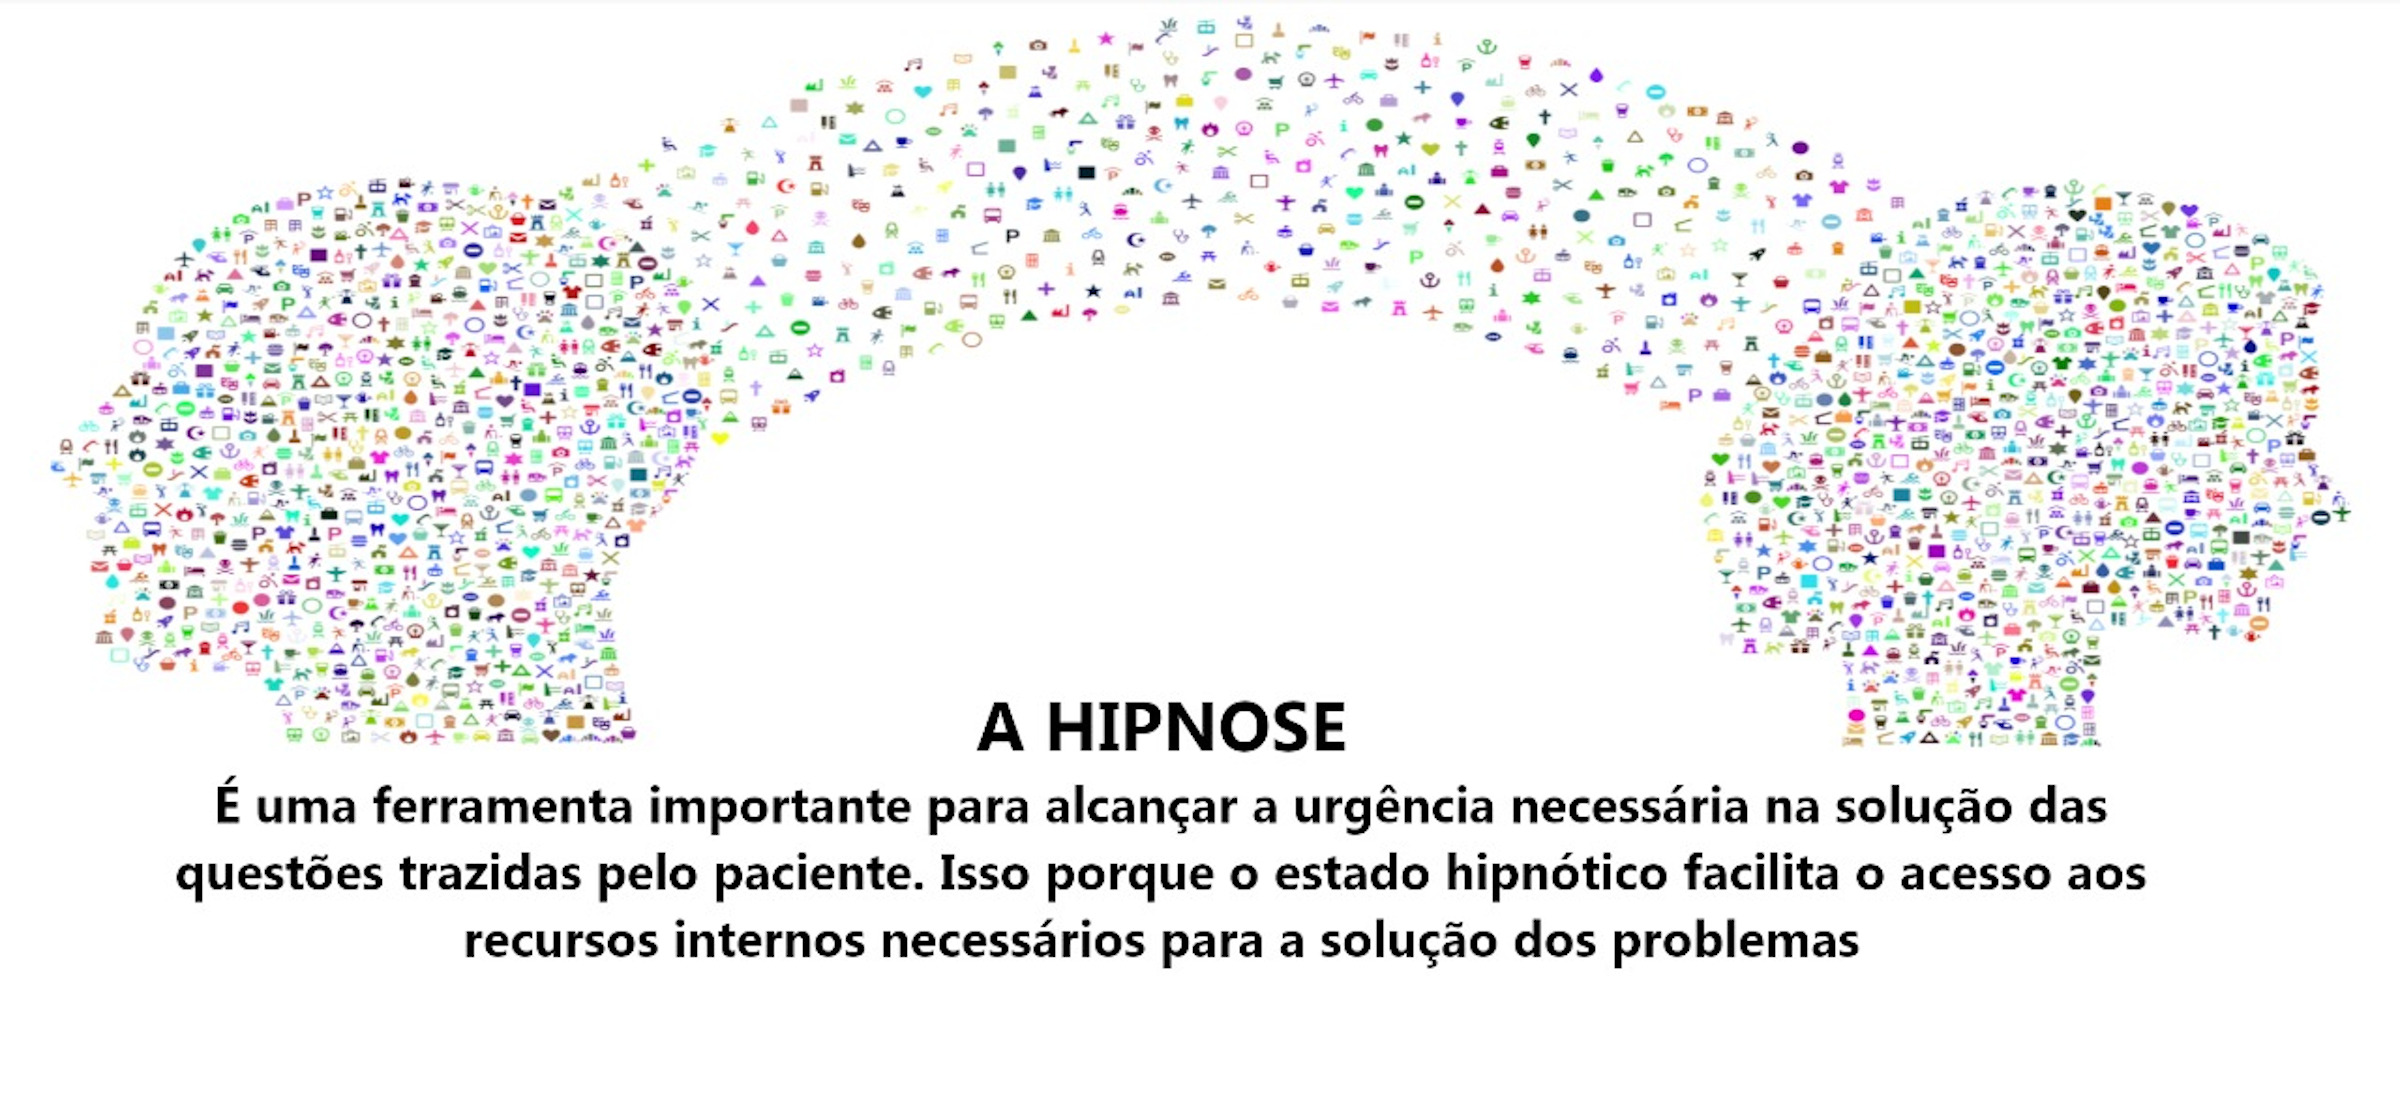 A HIPNOSE
É uma ferramenta importante para alcançar a urgência necessária na solução das
questões trazidas pelo paciente. Isso porque o estado hipnótico facilita o acesso aos
recursos internos necessários para a solução dos problemas